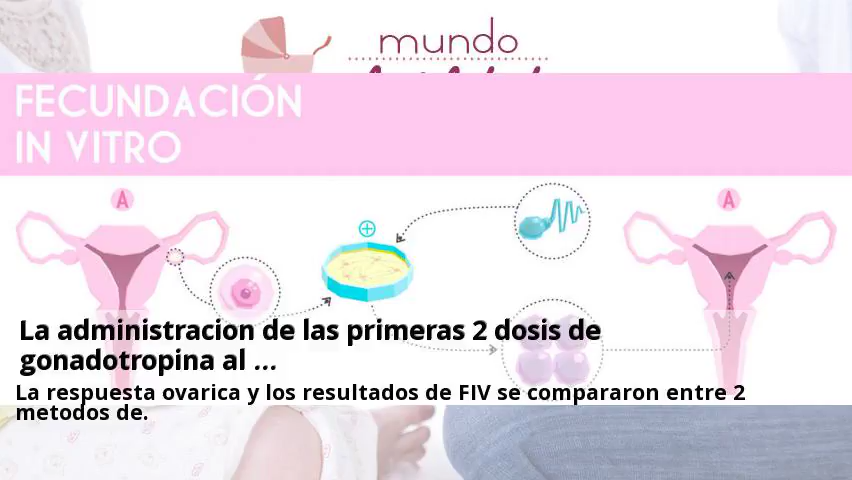 mundo
FECUNDACIÓN
IN VITRO
A
A
La administracion de las primeras 2 dosis de
gonadotropina al ...
La respuesta ovarica y los resultados de FIV se compararon entre 2
metodos de.